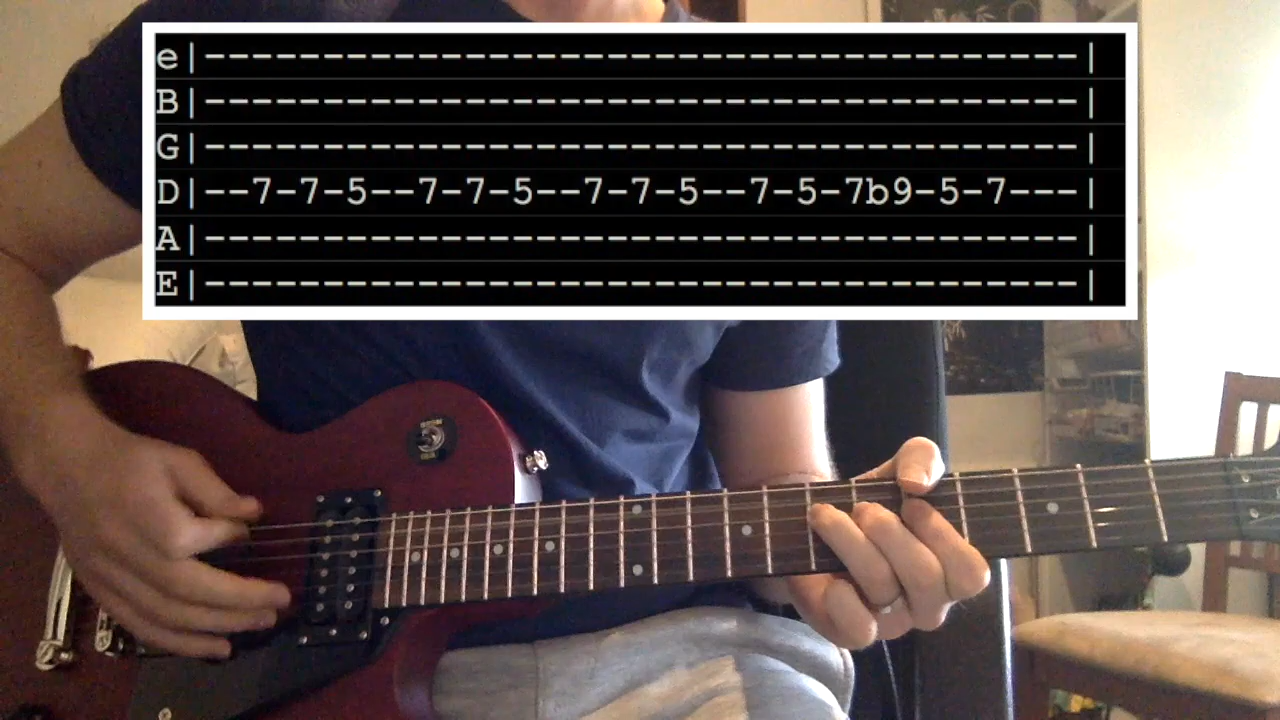 e|-------------------------------------|
B|-------------------------------------|
G|-------------------------------------|
D|--7-7-5--7-7-5--7-7-5--7-5-7b9-5-7---|
A|-------------------------------------|
E|-------------------------------------|